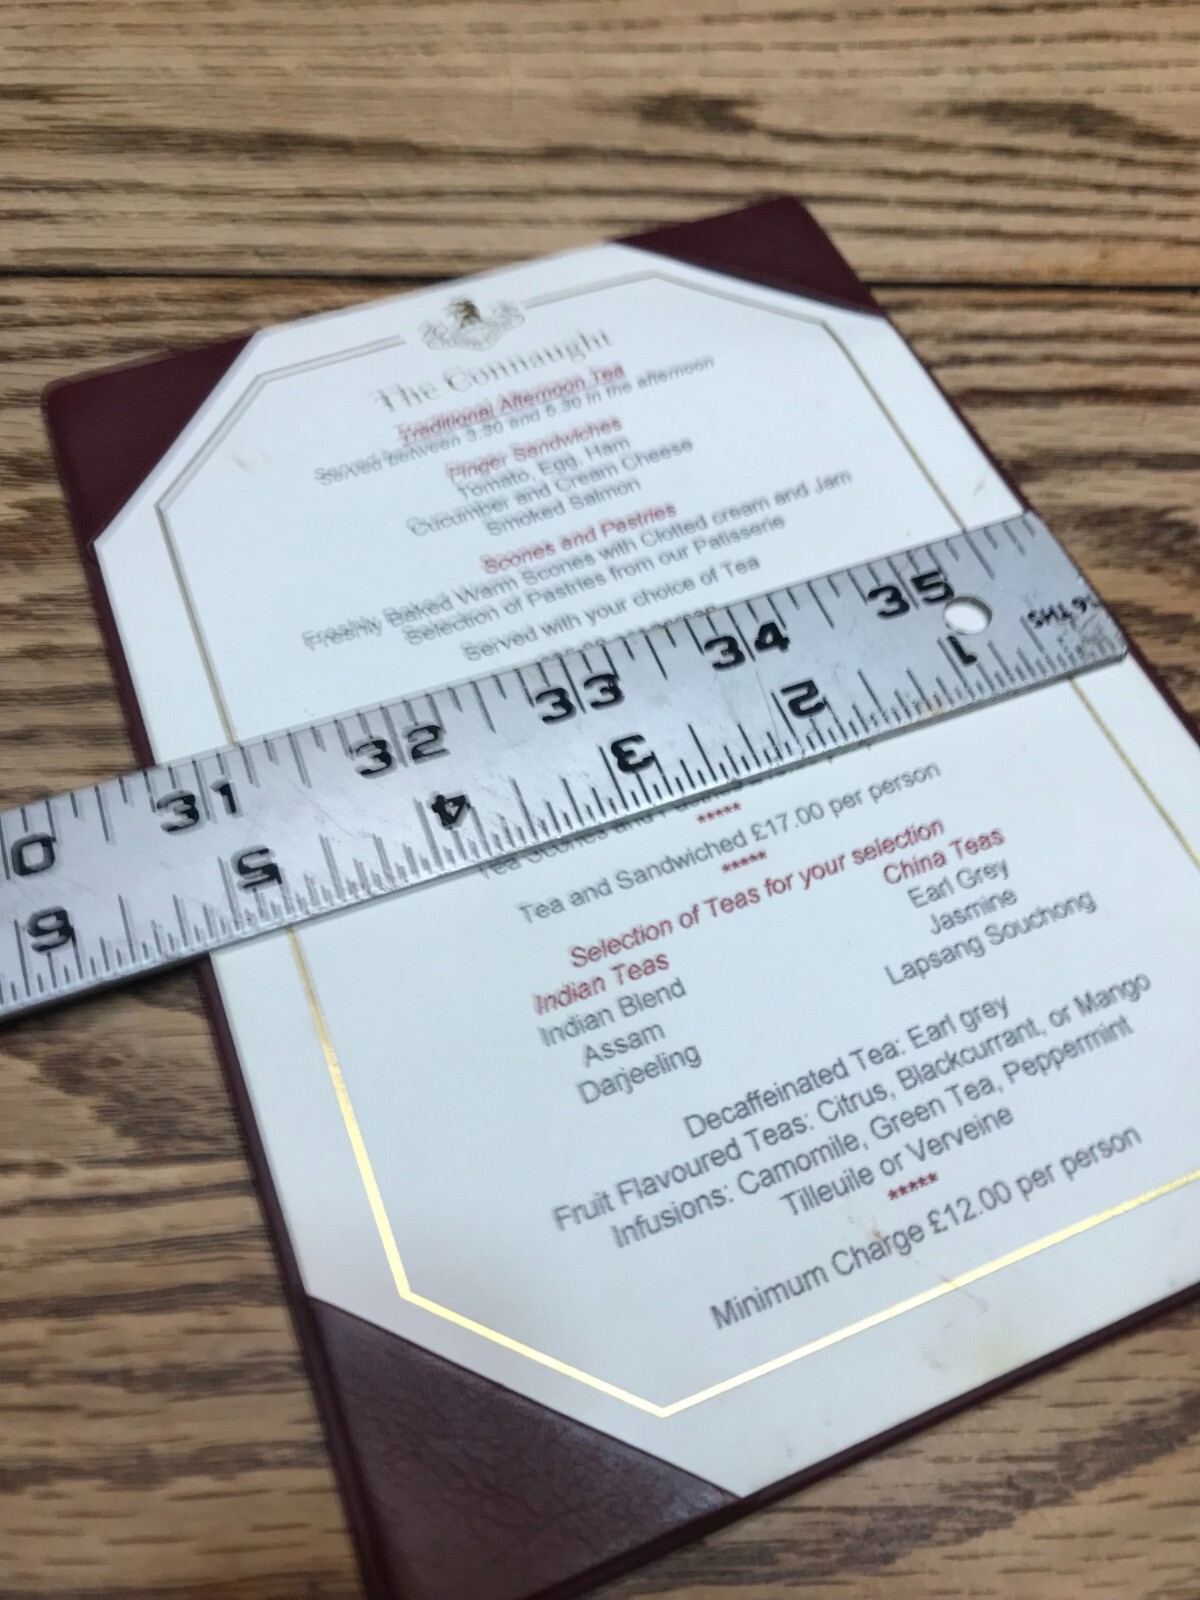 The Connaught
Traditional Afternoon Tea
Served between 3.30 and 5.30 in the afternoon
Finger Sandwiches
Tomato, Egg, Ham
Cucumber and Cream Cheese
Smoked Salmon
Scones and Pastries
Freshly Baked Warm Scones with Clotted cream and Jam
Selection of Pastries from our Patisserie
Served with your choice of Tea
0 31 32 33 34 35
6 5 4 3 2 1
16THS
Tea Scones and
*****
Tea and Sandwiched £17.00 per person
*****
Selection of Teas for your selection
Indian Teas China Teas
Indian Blend Earl Grey
Assam Jasmine
Darjeeling Lapsang Souchong
Decaffeinated Tea: Earl grey
Fruit Flavoured Teas: Citrus, Blackcurrant, or Mango
Infusions: Camomile, Green Tea, Peppermint
Tilleuile or Verveine
*****
Minimum Charge £12.00 per person